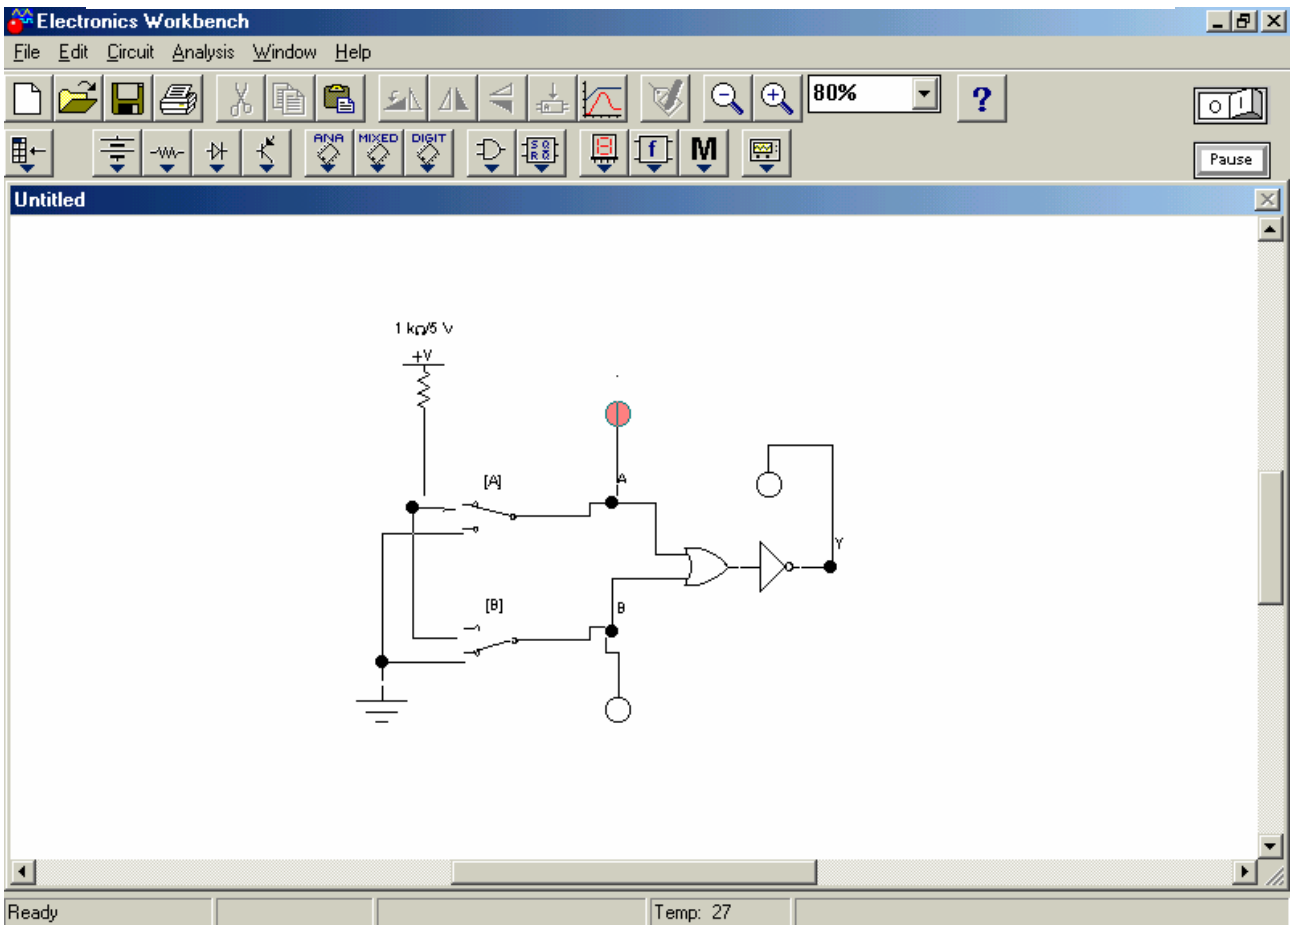 Electronics Workbench
File Edit Circuit Analysis Window Help
80% ?
ANA MIXED DIGIT
S Q
R Q
f M
Pause
Untitled
1 kΩ/5 V
+V
[A] A
Y
[B] B
Ready Temp: 27